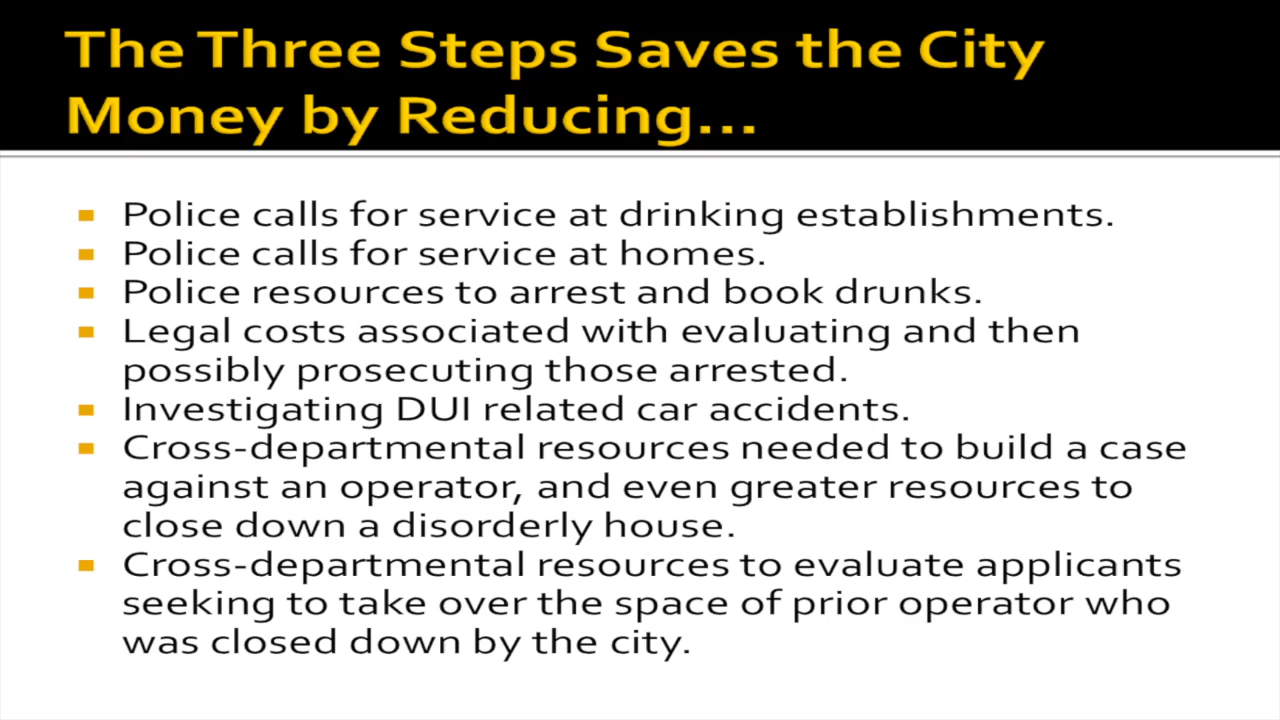 The Three Steps Saves the City
Money by Reducing...
Police calls for service at drinking establishments.
Police calls for service at homes.
Police resources to arrest and book drunks.
Legal costs associated with evaluating and then
possibly prosecuting those arrested.
Investigating DUI related car accidents.
Cross-departmental resources needed to build a case
against an operator, and even greater resources to
close down a disorderly house.
Cross-departmental resources to evaluate applicants
seeking to take over the space of prior operator who
was closed down by the city.